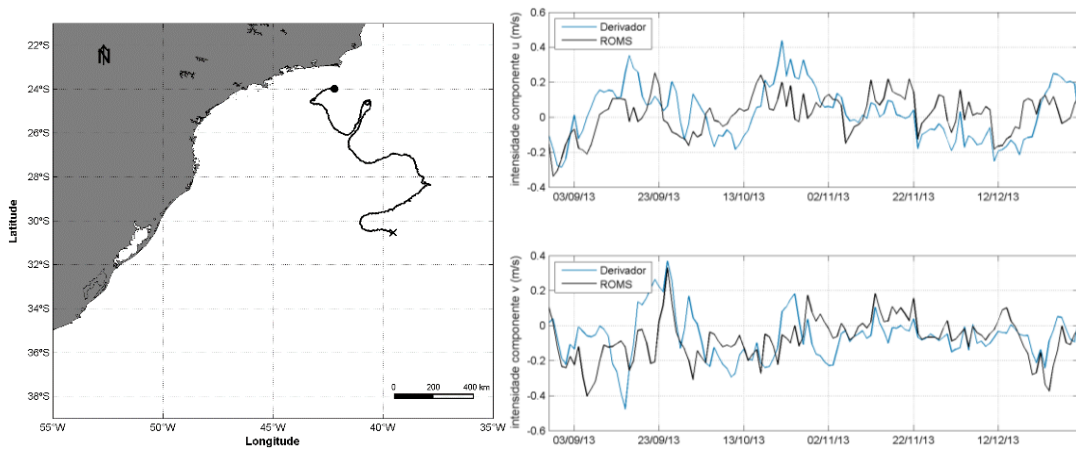 22°S
24°S
26°S
28°S
30°S
32°S
34°S
36°S
38°S
Latitude
N
0 200 400 km
55°W 50°W 45°W 40°W 35°W
Longitude
intensidade componente u (m/s)
0.6
0.4
0.2
0
-0.2
-0.4
Derivador
ROMS
03/09/13 23/09/13 13/10/13 02/11/13 22/11/13 12/12/13
intensidade componente v (m/s)
0.4
0.2
0
-0.2
-0.4
-0.6
Derivador
ROMS
03/09/13 23/09/13 13/10/13 02/11/13 22/11/13 12/12/13